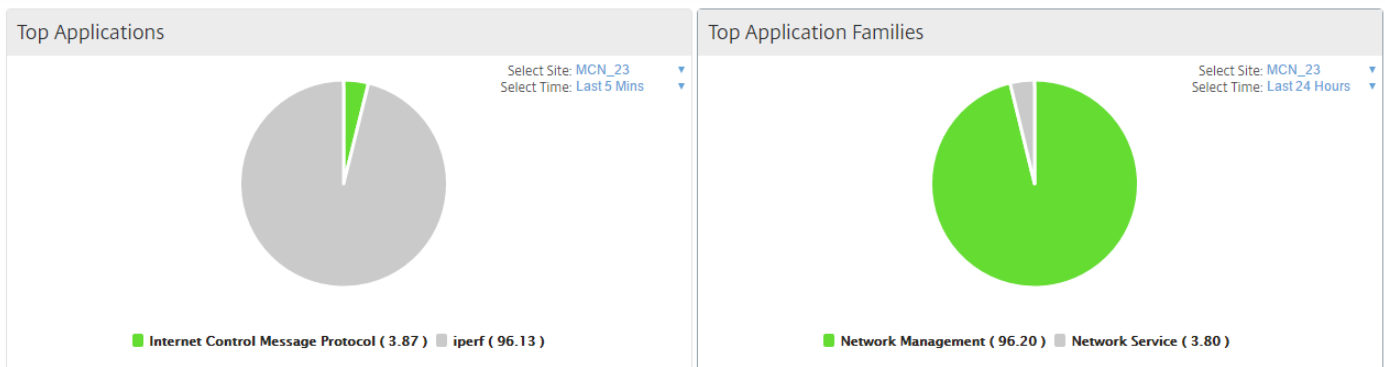 Top Applications
Select Site: MCN_23
Select Time: Last 5 Mins
Internet Control Message Protocol ( 3.87 ) iperf ( 96.13 )
Top Application Families
Select Site: MCN_23
Select Time: Last 24 Hours
Network Management ( 96.20 ) Network Service ( 3.80 )